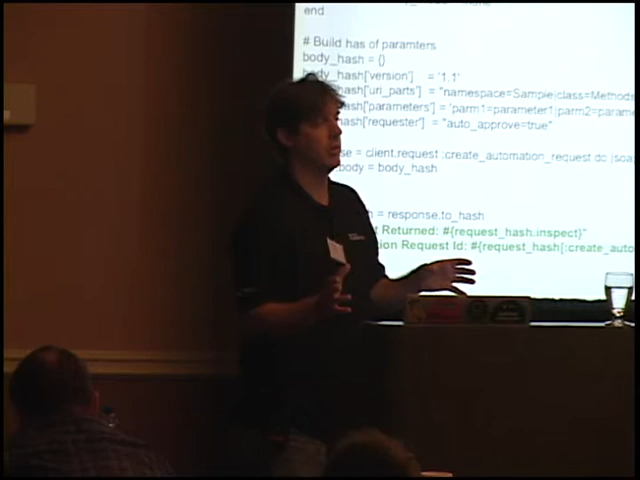 end
# Build has of paramters
body_hash = {}
body_hash['version'] = '1.1'
hash['uri_parts'] = "namespace=Sample|class=Methods
hash['parameters'] = 'parm1=parameter1|parm2=parame
hash['requester'] = "auto_approve=true"
se = client.request :create_automation_request do |soa
.body = body_hash
h = response.to_hash
t Returned: #{request_hash.inspect}"
ion Request Id: #{request_hash[:create_auto